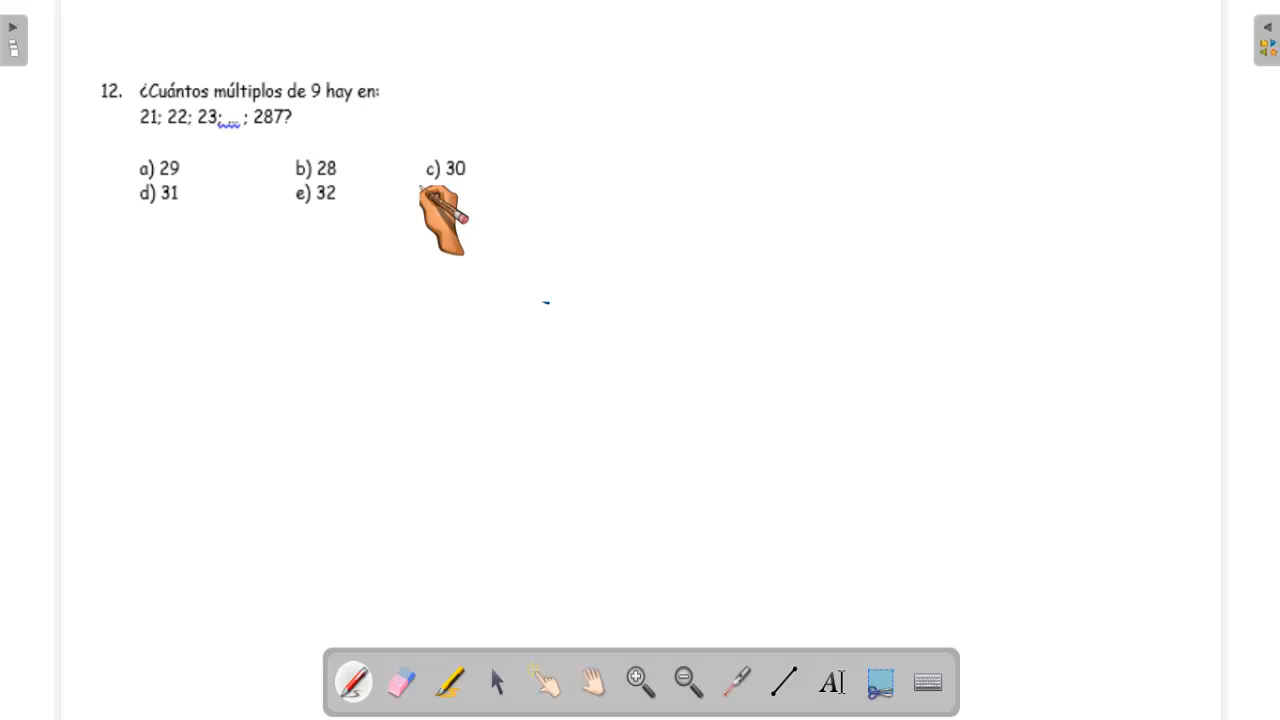 12. ¿Cuántos múltiplos de 9 hay en:
21; 22; 23; ... ; 287?
a) 29 b) 28 c) 30
d) 31 e) 32